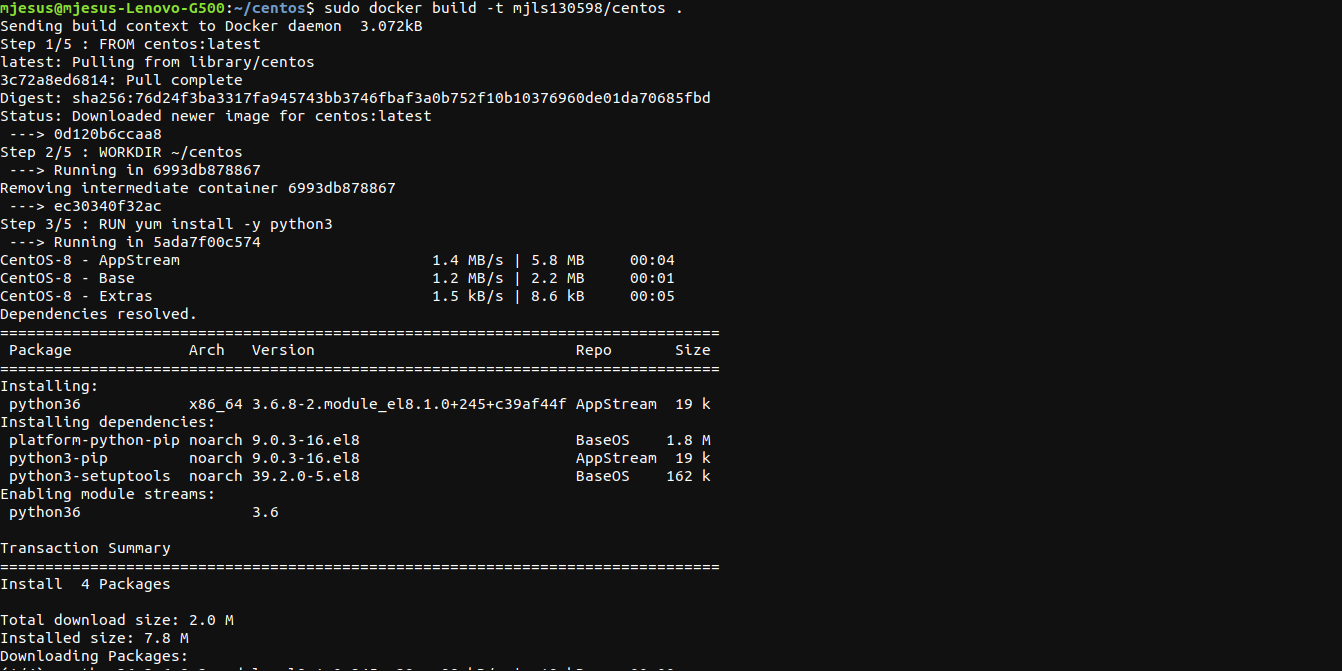 mjesus@mjesus-Lenovo-G500:~/centos$ sudo docker build -t mjls130598/centos .
Sending build context to Docker daemon  3.072kB
Step 1/5 : FROM centos:latest
latest: Pulling from library/centos
3c72a8ed6814: Pull complete
Digest: sha256:76d24f3ba3317fa945743bb3746fbaf3a0b752f10b10376960de01da70685fbd
Status: Downloaded newer image for centos:latest
 ---> 0d120b6ccaa8
Step 2/5 : WORKDIR ~/centos
 ---> Running in 6993db878867
Removing intermediate container 6993db878867
 ---> ec30340f32ac
Step 3/5 : RUN yum install -y python3
 ---> Running in 5ada7f00c574
CentOS-8 - AppStream                            1.4 MB/s | 5.8 MB     00:04
CentOS-8 - Base                                 1.2 MB/s | 2.2 MB     00:01
CentOS-8 - Extras                               1.5 kB/s | 8.6 kB     00:05
Dependencies resolved.
================================================================================
 Package             Arch   Version                             Repo       Size
================================================================================
Installing:
 python36            x86_64 3.6.8-2.module_el8.1.0+245+c39af44f AppStream  19 k
Installing dependencies:
 platform-python-pip noarch 9.0.3-16.el8                        BaseOS    1.8 M
 python3-pip         noarch 9.0.3-16.el8                        AppStream  19 k
 python3-setuptools  noarch 39.2.0-5.el8                        BaseOS    162 k
Enabling module streams:
 python36                   3.6

Transaction Summary
================================================================================
Install  4 Packages

Total download size: 2.0 M
Installed size: 7.8 M
Downloading Packages: